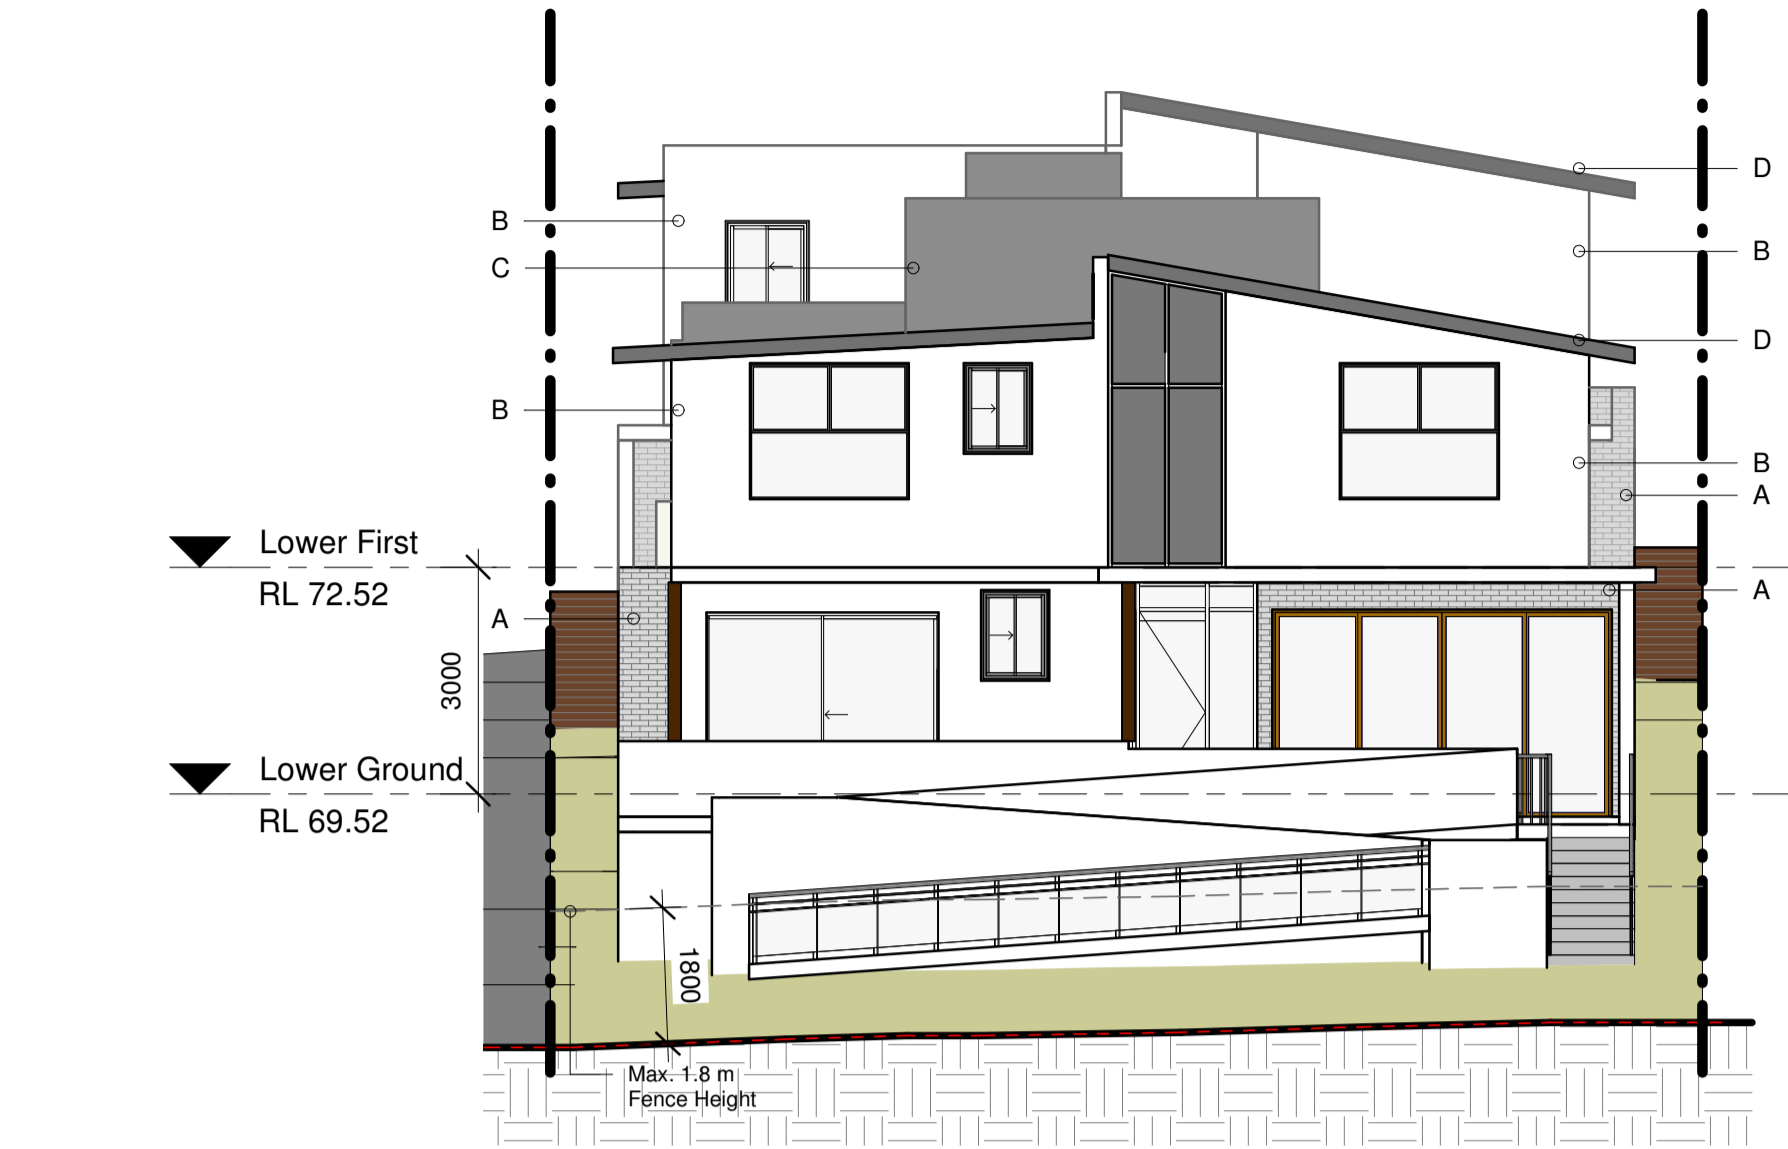 D
B
B
C
D
B
B
A
Lower First
RL 72.52
A
A
3000
Lower Ground
RL 69.52
1800
Max. 1.8 m
Fence Height